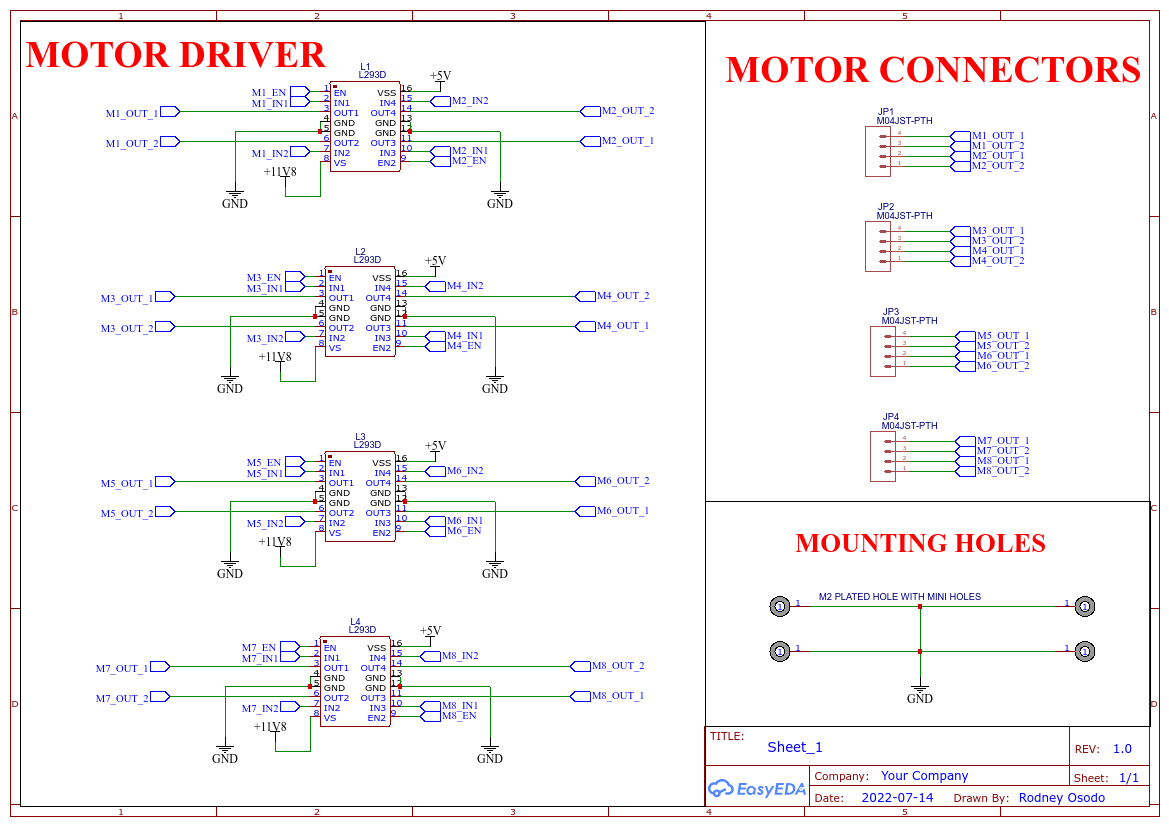 1 2 3 4 5
A B C D
A B C D
MOTOR DRIVER
L1
L293D
+5V
M1_EN 1 EN VSS 16
M1_IN1 2 IN1 IN4 15 M2_IN2
M1_OUT_1 3 OUT1 OUT4 14 M2_OUT_2
4 GND GND 13
5 GND GND 12
M1_OUT_2 6 OUT2 OUT3 11 M2_OUT_1
M1_IN2 7 IN2 IN3 10 M2_IN1
8 VS EN2 9 M2_EN
+11V8
GND GND
L2
L293D
+5V
M3_EN 1 EN VSS 16
M3_IN1 2 IN1 IN4 15 M4_IN2
M3_OUT_1 3 OUT1 OUT4 14 M4_OUT_2
4 GND GND 13
5 GND GND 12
M3_OUT_2 6 OUT2 OUT3 11 M4_OUT_1
M3_IN2 7 IN2 IN3 10 M4_IN1
8 VS EN2 9 M4_EN
+11V8
GND GND
L3
L293D
+5V
M5_EN 1 EN VSS 16
M5_IN1 2 IN1 IN4 15 M6_IN2
M5_OUT_1 3 OUT1 OUT4 14 M6_OUT_2
4 GND GND 13
5 GND GND 12
M5_OUT_2 6 OUT2 OUT3 11 M6_OUT_1
M5_IN2 7 IN2 IN3 10 M6_IN1
8 VS EN2 9 M6_EN
+11V8
GND GND
L4
L293D
+5V
M7_EN 1 EN VSS 16
M7_IN1 2 IN1 IN4 15 M8_IN2
M7_OUT_1 3 OUT1 OUT4 14 M8_OUT_2
4 GND GND 13
5 GND GND 12
M7_OUT_2 6 OUT2 OUT3 11 M8_OUT_1
M7_IN2 7 IN2 IN3 10 M8_IN1
8 VS EN2 9 M8_EN
+11V8
GND GND
MOTOR CONNECTORS
JP1
M04JST-PTH
4 M1_OUT_1
3 M1_OUT_2
2 M2_OUT_1
1 M2_OUT_2
JP2
M04JST-PTH
4 M3_OUT_1
3 M3_OUT_2
2 M4_OUT_1
1 M4_OUT_2
JP3
M04JST-PTH
4 M5_OUT_1
3 M5_OUT_2
2 M6_OUT_1
1 M6_OUT_2
JP4
M04JST-PTH
4 M7_OUT_1
3 M7_OUT_2
2 M8_OUT_1
1 M8_OUT_2
MOUNTING HOLES
M2 PLATED HOLE WITH MINI HOLES
1 1 1 1
1 1 1 1
GND
TITLE:
Sheet_1
REV: 1.0
EasyEDA
Company: Your Company
Sheet: 1/1
Date: 2022-07-14 Drawn By: Rodney Osodo
1 2 3 4 5